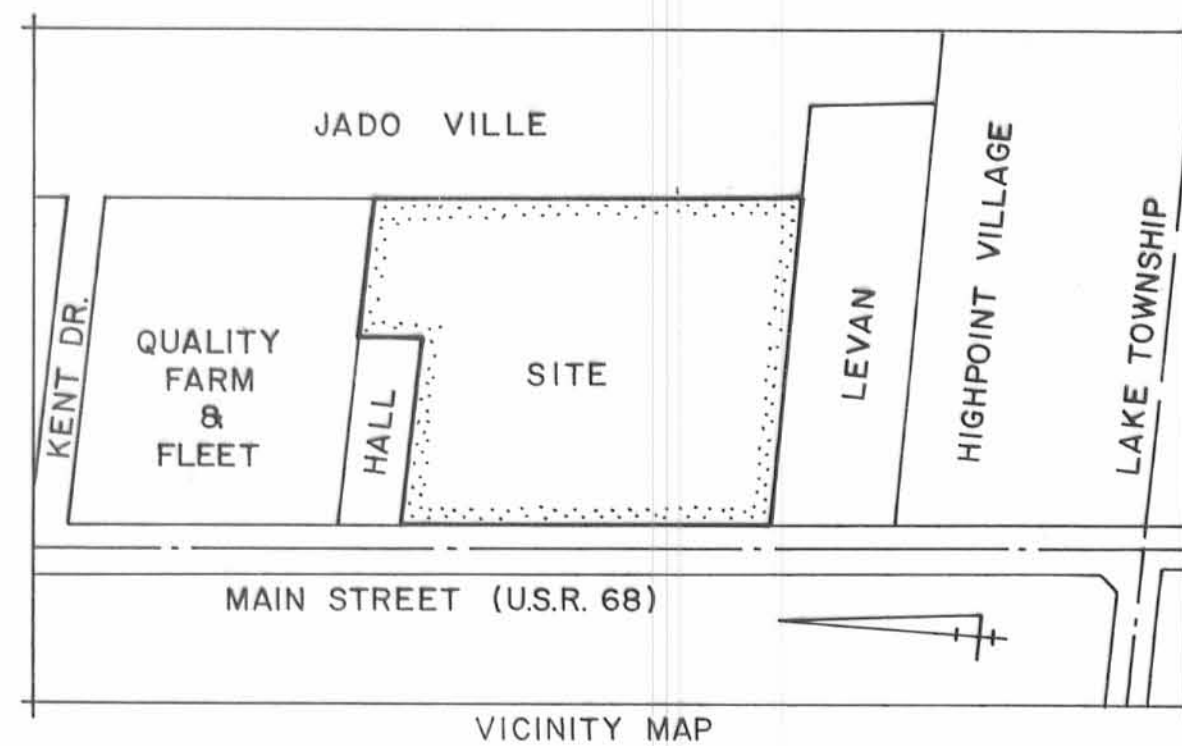 JADO VILLE
KENT DR.
QUALITY
FARM
&
FLEET
HALL
SITE
LEVAN
HIGHPOINT VILLAGE
LAKE TOWNSHIP
MAIN STREET (U.S.R. 68)
VICINITY MAP